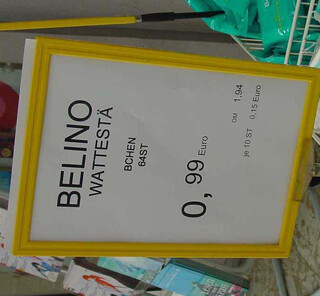 BELINO
WATTESTÄ
BCHEN
64ST
0,99 Euro
DM 1,94
je 10 ST 0,15 Euro